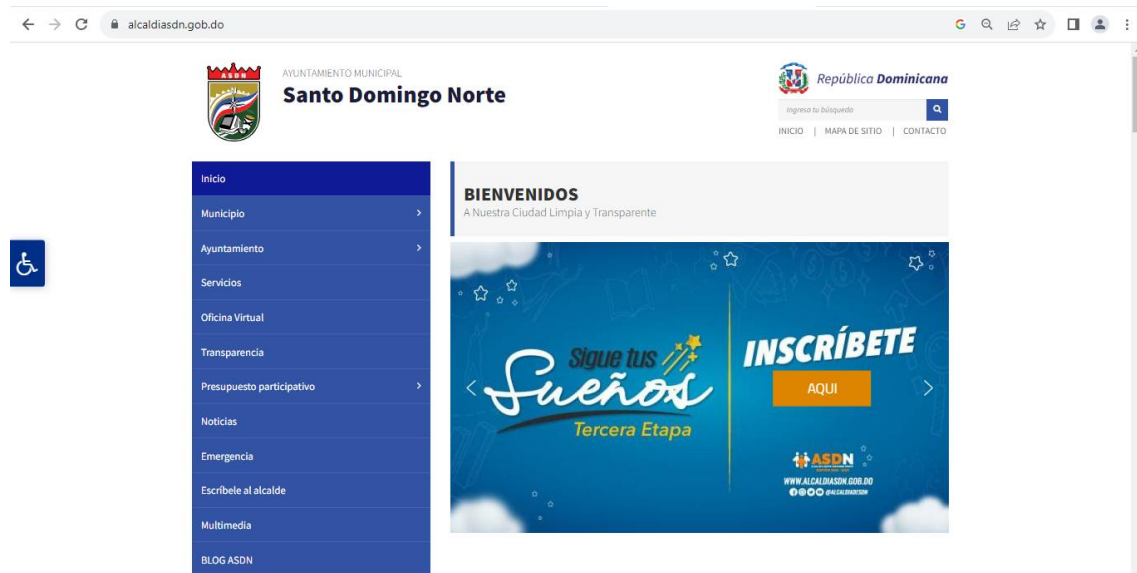 alcaldiasdn.gob.do
ASDN
AYUNTAMIENTO MUNICIPAL
Santo Domingo Norte
República Dominicana
Ingresa tu búsqueda
INICIO | MAPA DE SITIO | CONTACTO
Inicio
Municipio
Ayuntamiento
Servicios
Oficina Virtual
Transparencia
Presupuesto participativo
Noticias
Emergencia
Escríbele al alcalde
Multimedia
BLOG ASDN
BIENVENIDOS
A Nuestra Ciudad Limpia y Transparente
Sigue tus
Sueños
Tercera Etapa
INSCRÍBETE
AQUI
ASDN
WWW.ALCALDIASDN.GOB.DO
@ALCALDIADESDN